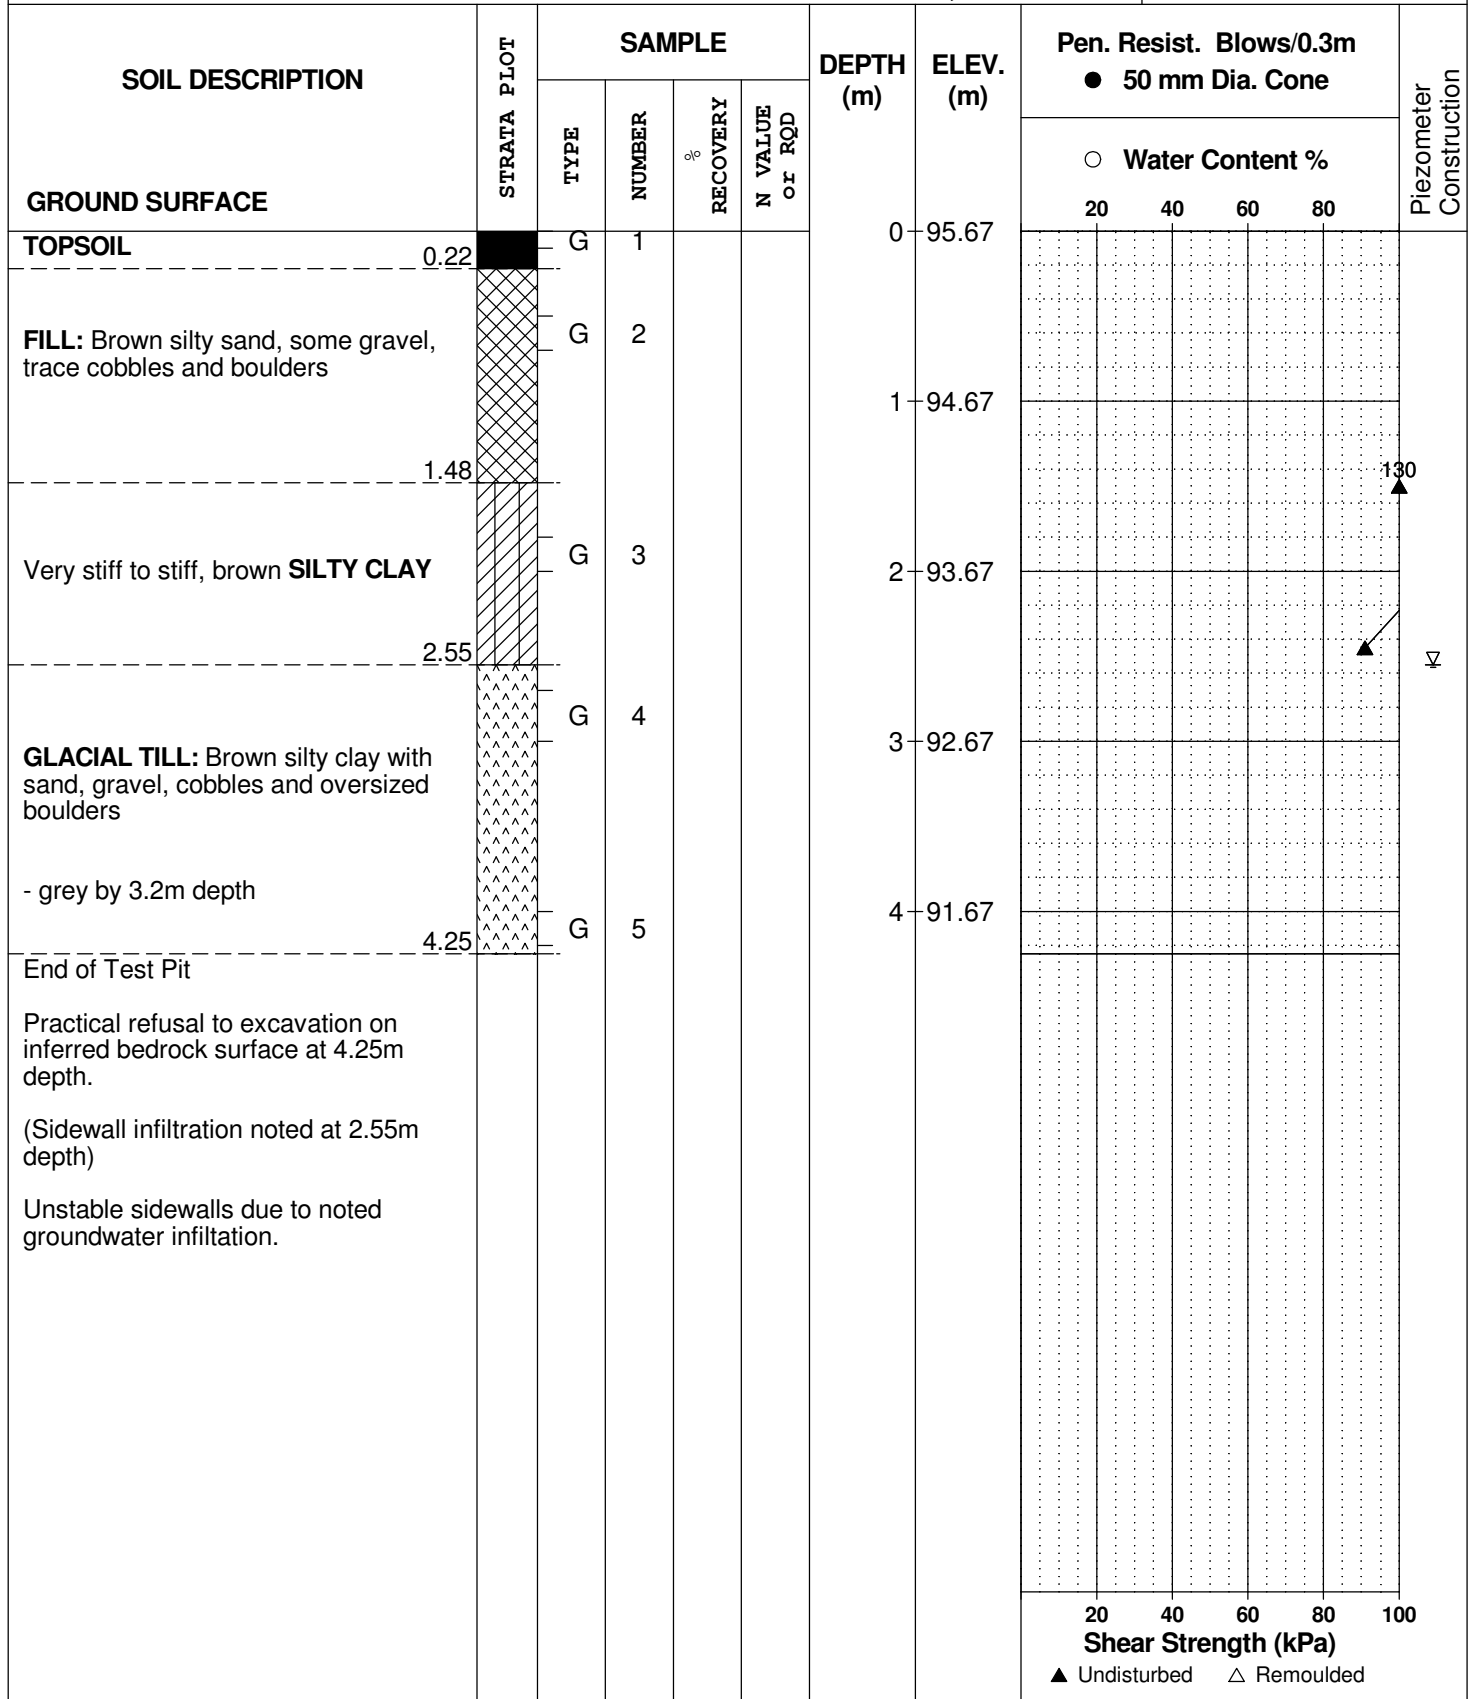 SOIL DESCRIPTION
GROUND SURFACE
STRATA PLOT
SAMPLE
TYPE
NUMBER
%
RECOVERY
N VALUE
or RQD
DEPTH
(m)
ELEV.
(m)
Pen. Resist. Blows/0.3m
● 50 mm Dia. Cone
○ Water Content %
20 40 60 80
Piezometer
Construction
TOPSOIL
0.22
G 1
0 95.67
FILL: Brown silty sand, some gravel,
trace cobbles and boulders
G 2
1 94.67
1.48
130
Very stiff to stiff, brown SILTY CLAY
G 3
2 93.67
2.55
G 4
3 92.67
GLACIAL TILL: Brown silty clay with
sand, gravel, cobbles and oversized
boulders
- grey by 3.2m depth
4 91.67
G 5
4.25
End of Test Pit
Practical refusal to excavation on
inferred bedrock surface at 4.25m
depth.
(Sidewall infiltration noted at 2.55m
depth)
Unstable sidewalls due to noted
groundwater infiltation.
20 40 60 80 100
Shear Strength (kPa)
▲ Undisturbed △ Remoulded